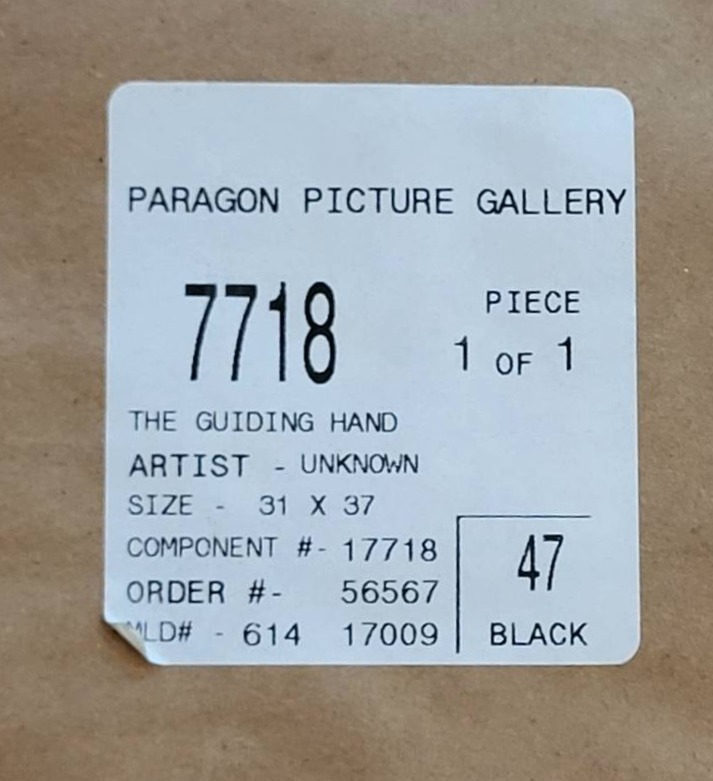 PARAGON PICTURE GALLERY
7718
PIECE
1 OF 1
THE GUIDING HAND
ARTIST - UNKNOWN
SIZE - 31 X 37
COMPONENT #- 17718
ORDER #- 56567
MLD# - 614 17009
47
BLACK